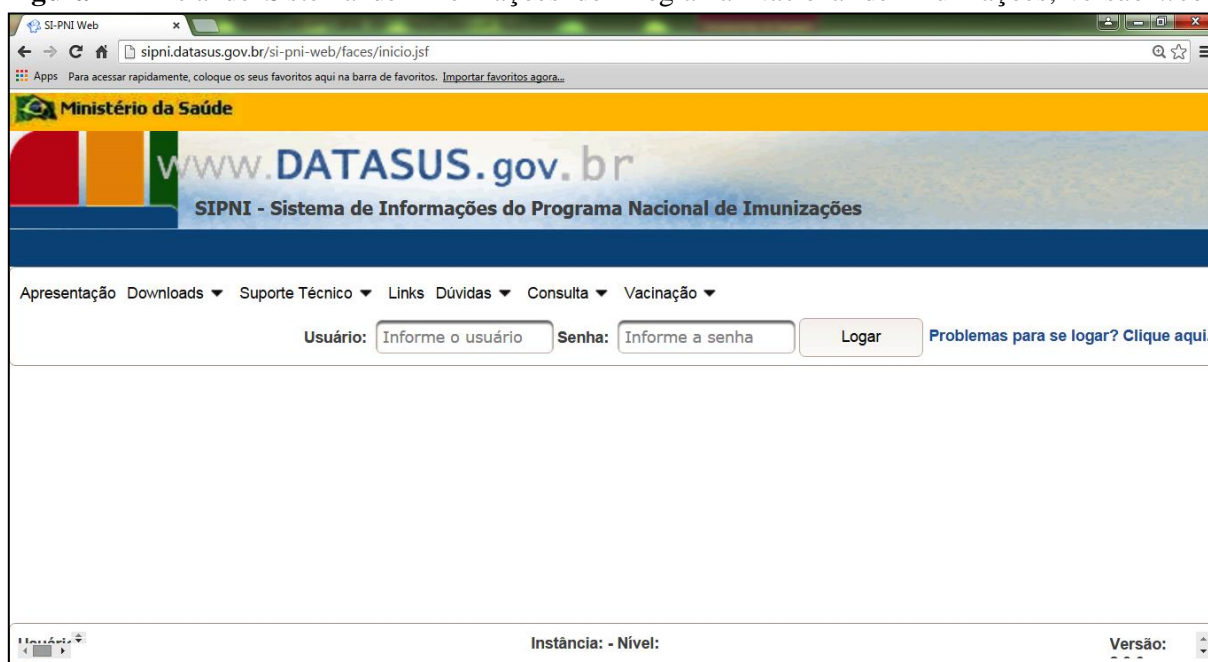 SI-PNI Web
sipni.datasus.gov.br/si-pni-web/faces/inicio.jsf
Apps Para acessar rapidamente, coloque os seus favoritos aqui na barra de favoritos. Importar favoritos agora...
Ministério da Saúde
www.DATASUS.gov.br
SIPNI - Sistema de Informações do Programa Nacional de Imunizações
Apresentação Downloads Suporte Técnico Links Dúvidas Consulta Vacinação
Usuário: Informe o usuário Senha: Informe a senha Logar Problemas para se logar? Clique aqui.
Instância: - Nível: Versão: